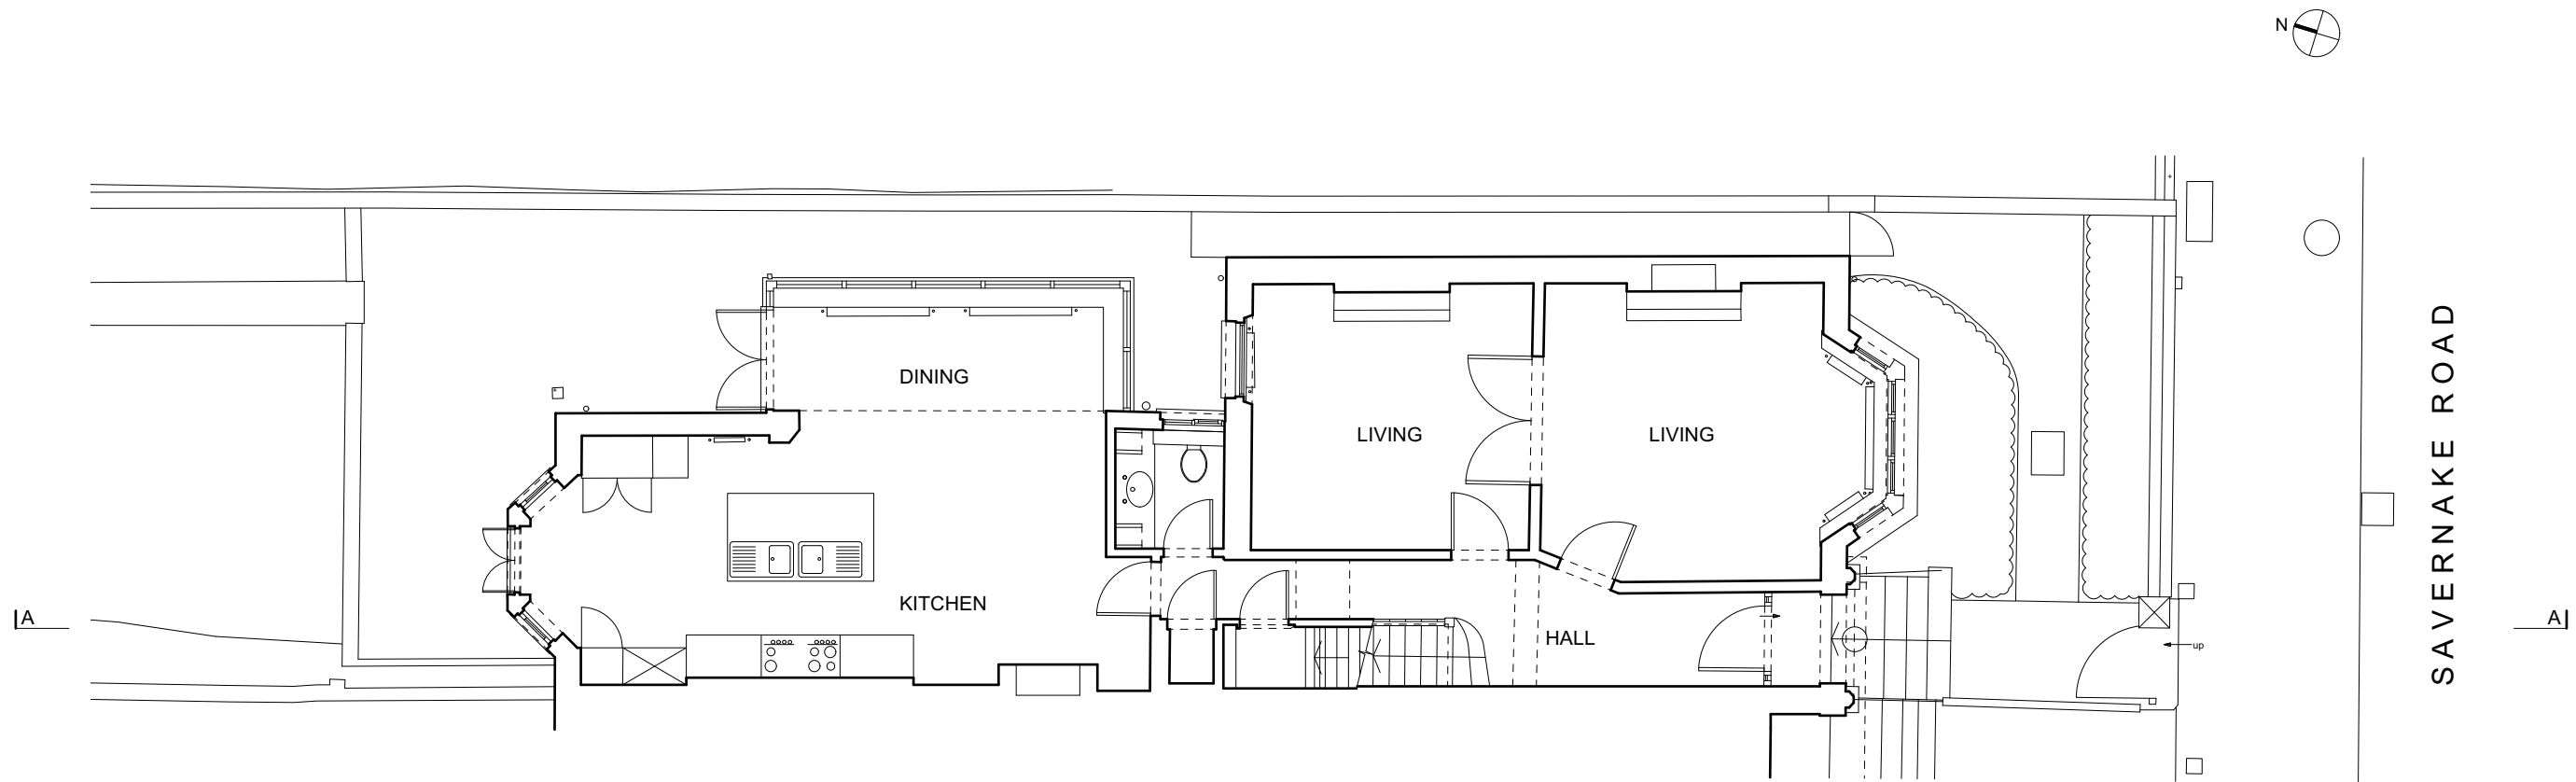 N
DINING
LIVING
LIVING
KITCHEN
HALL
A
A
up
SAVERNAKE ROAD